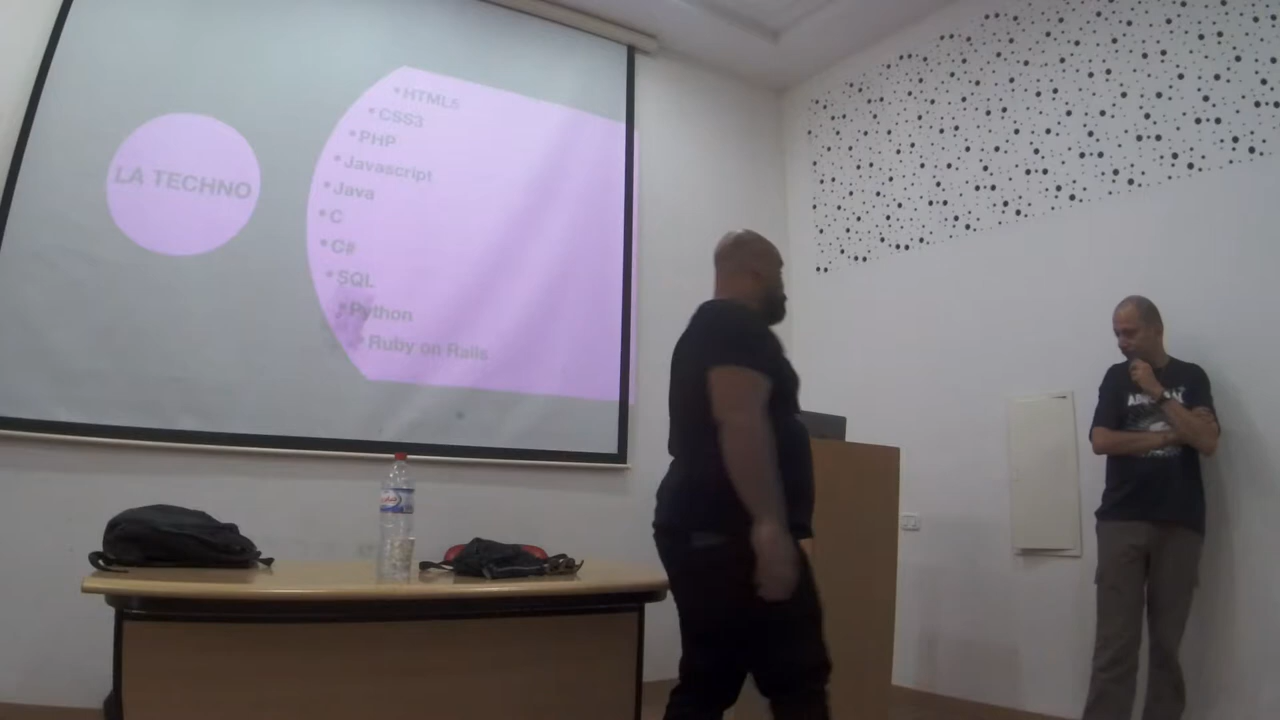 LA TECHNO
• HTML5
• CSS3
• PHP
• Javascript
• Java
• C
• C#
• SQL
• Python
• Ruby on Rails